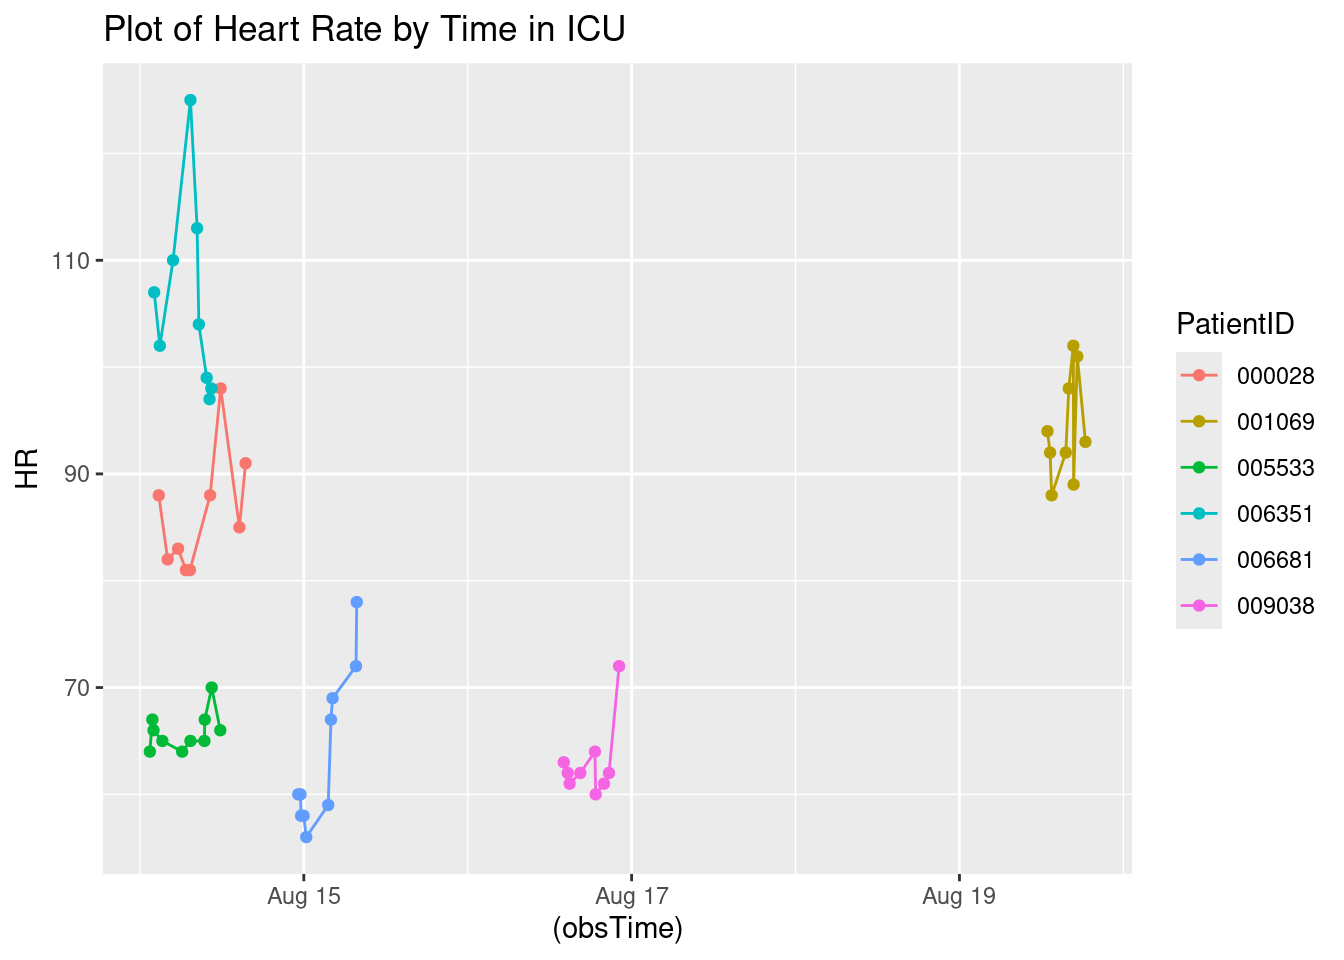 Plot of Heart Rate by Time in ICU
110
90
70
HR
Aug 15
Aug 17
Aug 19
(obsTime)
PatientID
000028
001069
005533
006351
006681
009038